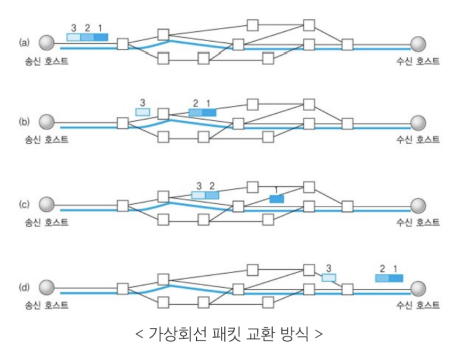 3 2 1
(a)
송신 호스트 수신 호스트
3 2 1
(b)
송신 호스트 수신 호스트
3 2 1
(c)
송신 호스트 수신 호스트
3 2 1
(d)
송신 호스트 수신 호스트
< 가상회선 패킷 교환 방식 >